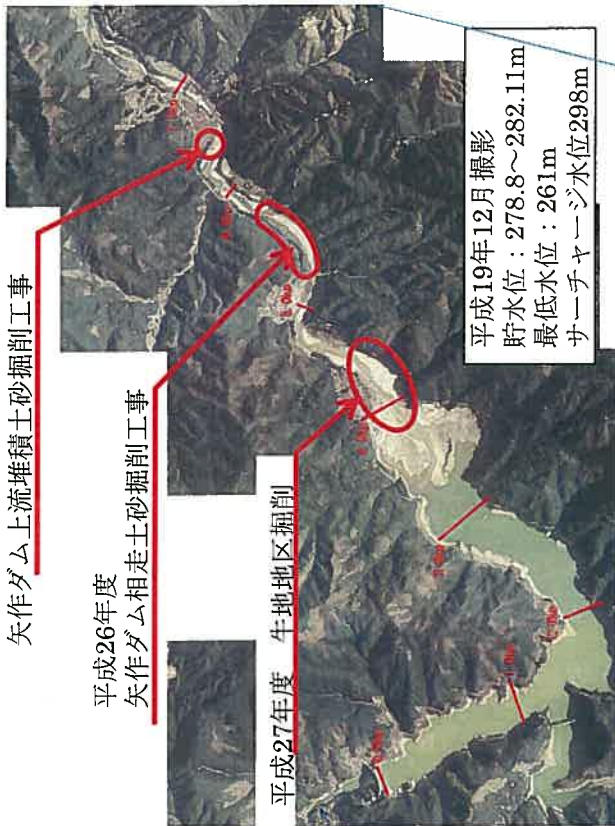 矢作ダム上流堆積土砂掘削工事
平成26年度
矢作ダム相走土砂掘削工事
平成27年度 牛地地区掘削
平成19年12月撮影
貯水位:278.8~282.11m
最低水位:261m
サーチャージ水位298m